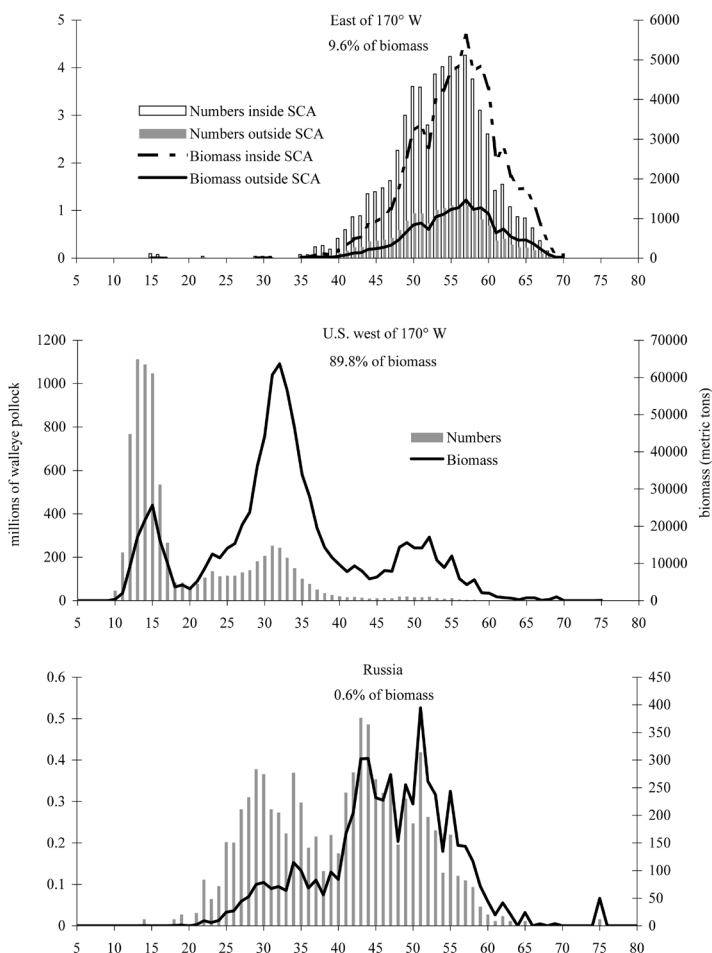 East of 170° W
9.6% of biomass
5
4
3
2
1
0
6000
5000
4000
3000
2000
1000
0
Numbers inside SCA
Numbers outside SCA
Biomass inside SCA
Biomass outside SCA
5 10 15 20 25 30 35 40 45 50 55 60 65 70 75 80
U.S. west of 170° W
89.8% of biomass
1200
1000
800
600
400
200
0
70000
60000
50000
40000
30000
20000
10000
0
millions of walleye pollock
biomass (metric tons)
Numbers
Biomass
5 10 15 20 25 30 35 40 45 50 55 60 65 70 75 80
Russia
0.6% of biomass
0.6
0.5
0.4
0.3
0.2
0.1
0
450
400
350
300
250
200
150
100
50
0
5 10 15 20 25 30 35 40 45 50 55 60 65 70 75 80